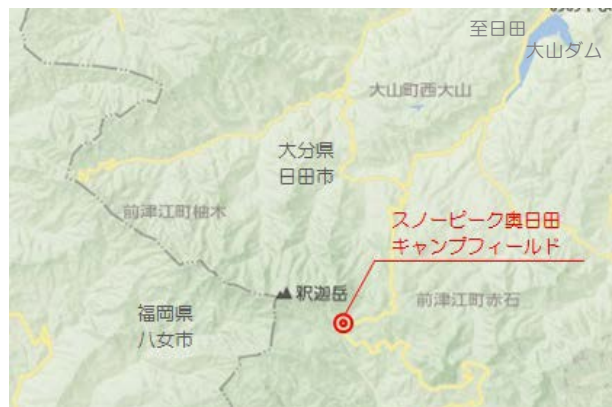 至日田
大山ダム
大山町西大山
大分県
日田市
前津江町柚木
スノーピーク奥日田
キャンプフィールド
釈迦岳
前津江町赤石
福岡県
八女市